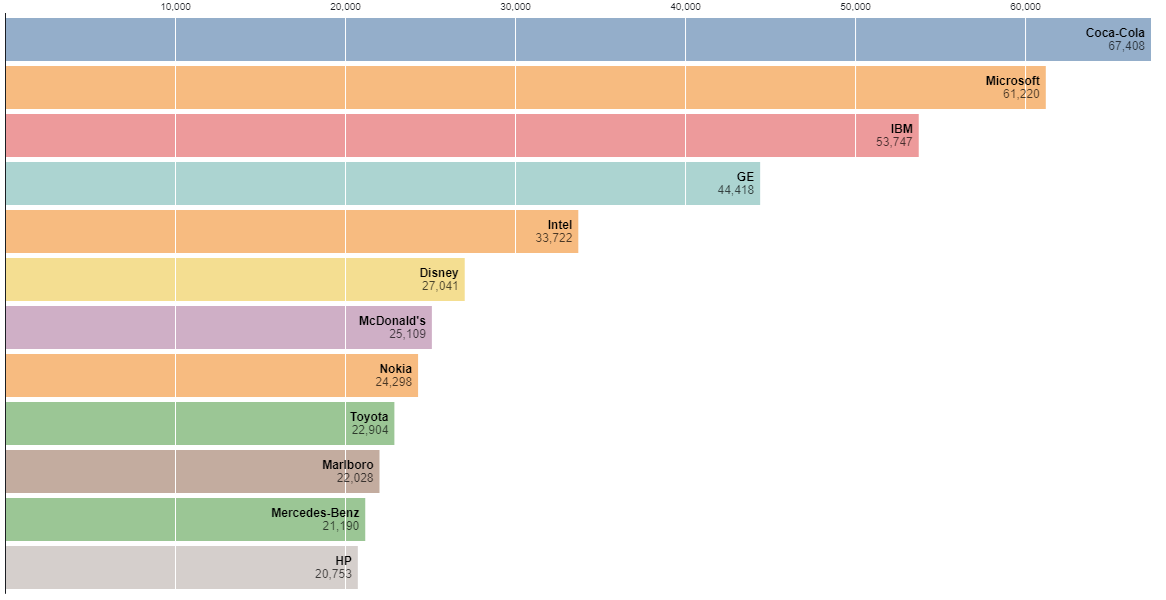 10,000 20,000 30,000 40,000 50,000 60,000
Coca-Cola
67,408
Microsoft
61,220
IBM
53,747
GE
44,418
Intel
33,722
Disney
27,041
McDonald's
25,109
Nokia
24,298
Toyota
22,904
Marlboro
22,028
Mercedes-Benz
21,190
HP
20,753